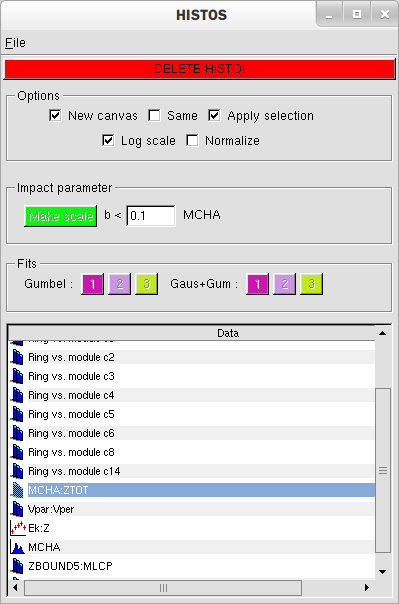 HISTOS
File
DELETE HISTO!
Options
New canvas Same Apply selection
Log scale Normalize
Impact parameter
Make scale b < 0.1 MCHA
Fits
Gumbel : 1 2 3 Gaus+Gum : 1 2 3
Data
Ring vs. module c2
Ring vs. module c3
Ring vs. module c4
Ring vs. module c5
Ring vs. module c6
Ring vs. module c8
Ring vs. module c14
MCHA:ZTOT
Vpar:Vper
Ek:Z
MCHA
ZBOUND5:MLCP